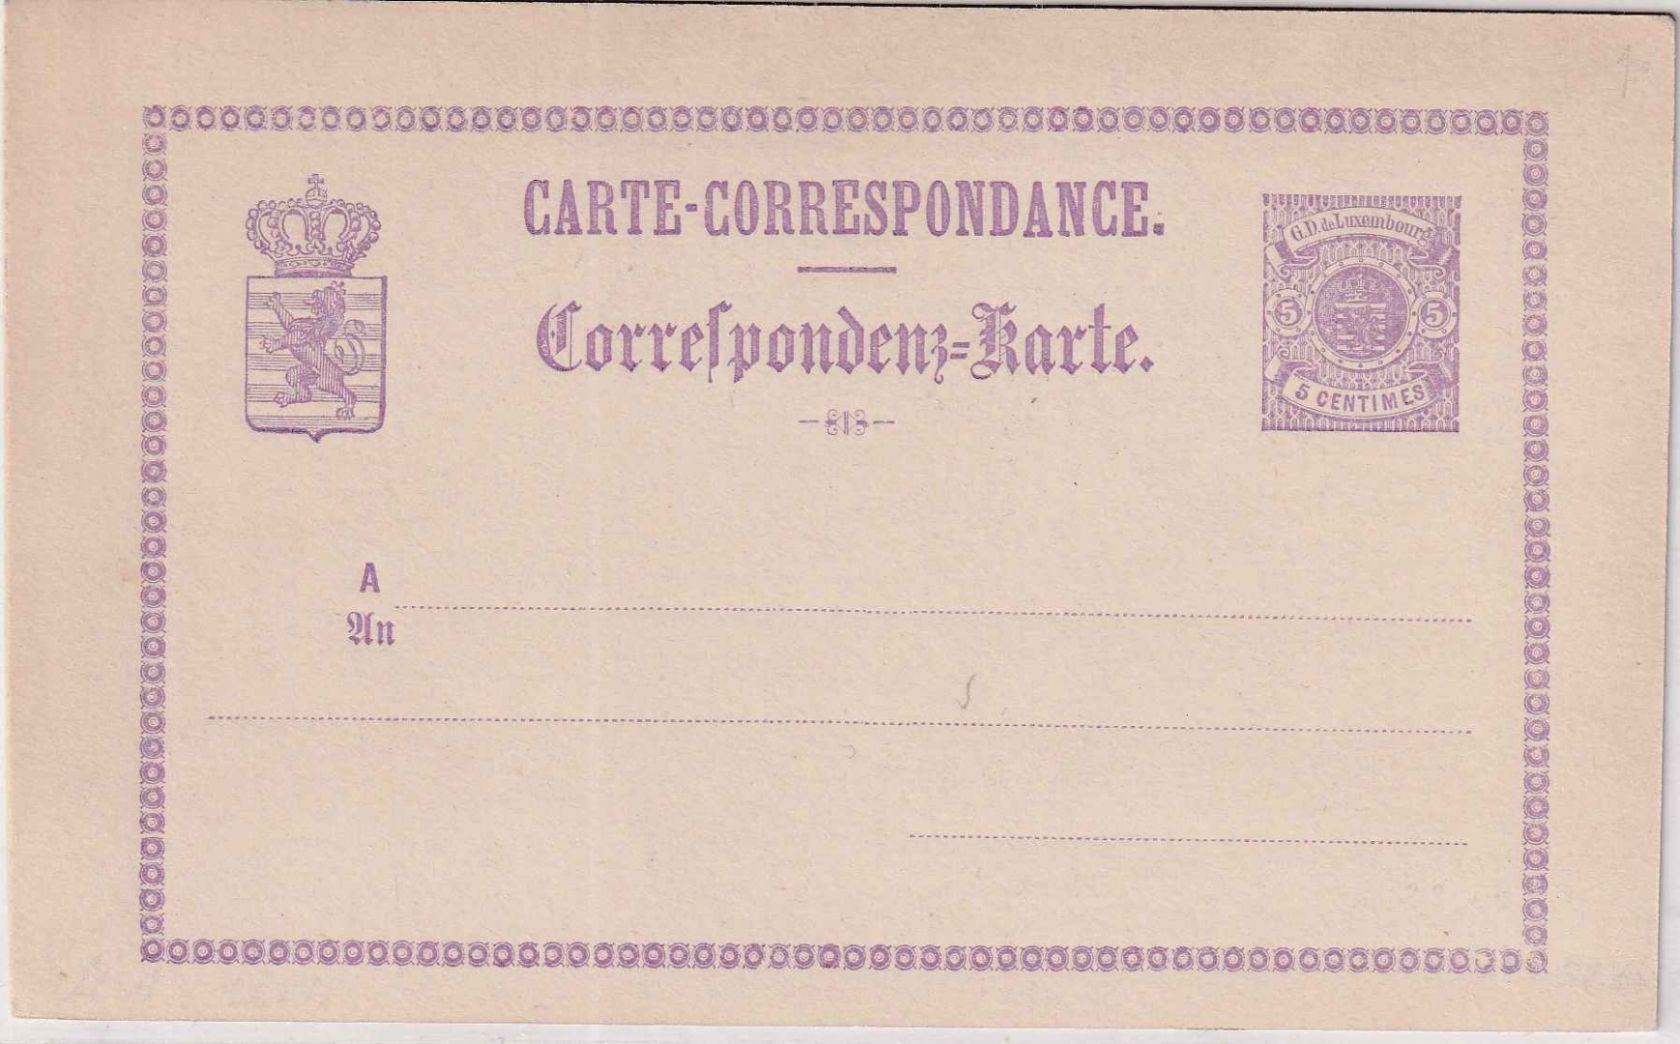 CARTE-CORRESPONDANCE.
G.D. de Luxembourg
5 5
5 CENTIMES
Correſpondenz=Karte.
A
An